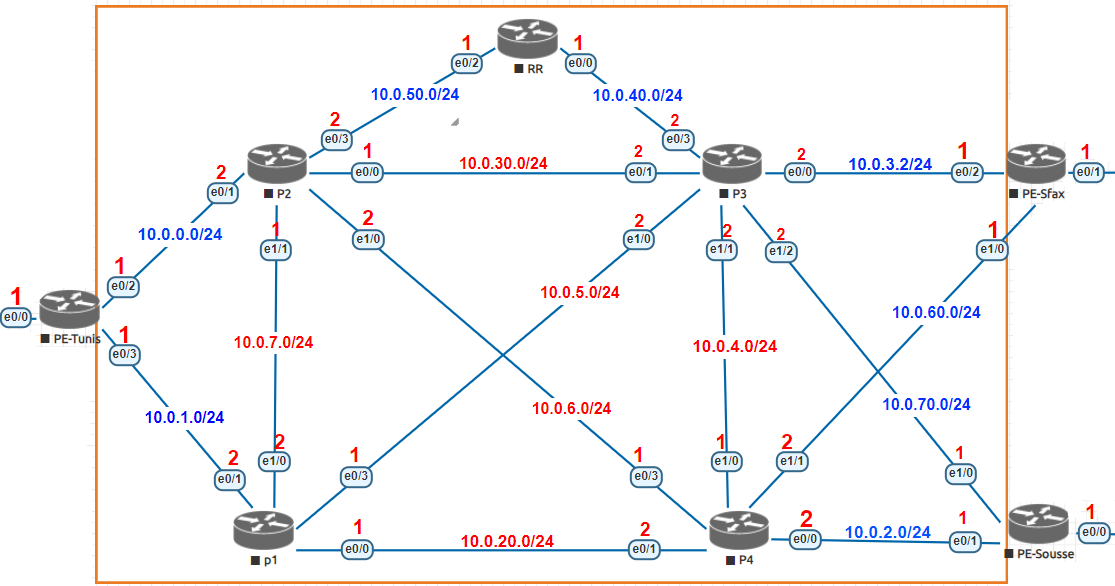 1
1
e0/2
e0/0
RR
10.0.50.0/24
10.0.40.0/24
2
2
e0/3
e0/3
1
2
2
1
1
10.0.30.0/24
10.0.3.2/24
e0/0
e0/1
e0/0
e0/2
e0/1
2
e0/1
P2
P3
PE-Sfax
2
2
2
2
1
1
10.0.0.0/24
e1/1
e1/0
e1/0
e1/1
e1/2
e1/0
1
e0/2
1
e0/0
10.0.5.0/24
10.0.60.0/24
PE-Tunis
1
e0/3
10.0.7.0/24
10.0.4.0/24
10.0.1.0/24
10.0.6.0/24
10.0.70.0/24
2
2
1
1
1
2
1
e0/1
e1/0
e0/3
e0/3
e1/0
e1/1
e1/0
1
2
2
1
1
10.0.20.0/24
10.0.2.0/24
e0/0
e0/1
e0/0
e0/1
e0/0
p1
P4
PE-Sousse